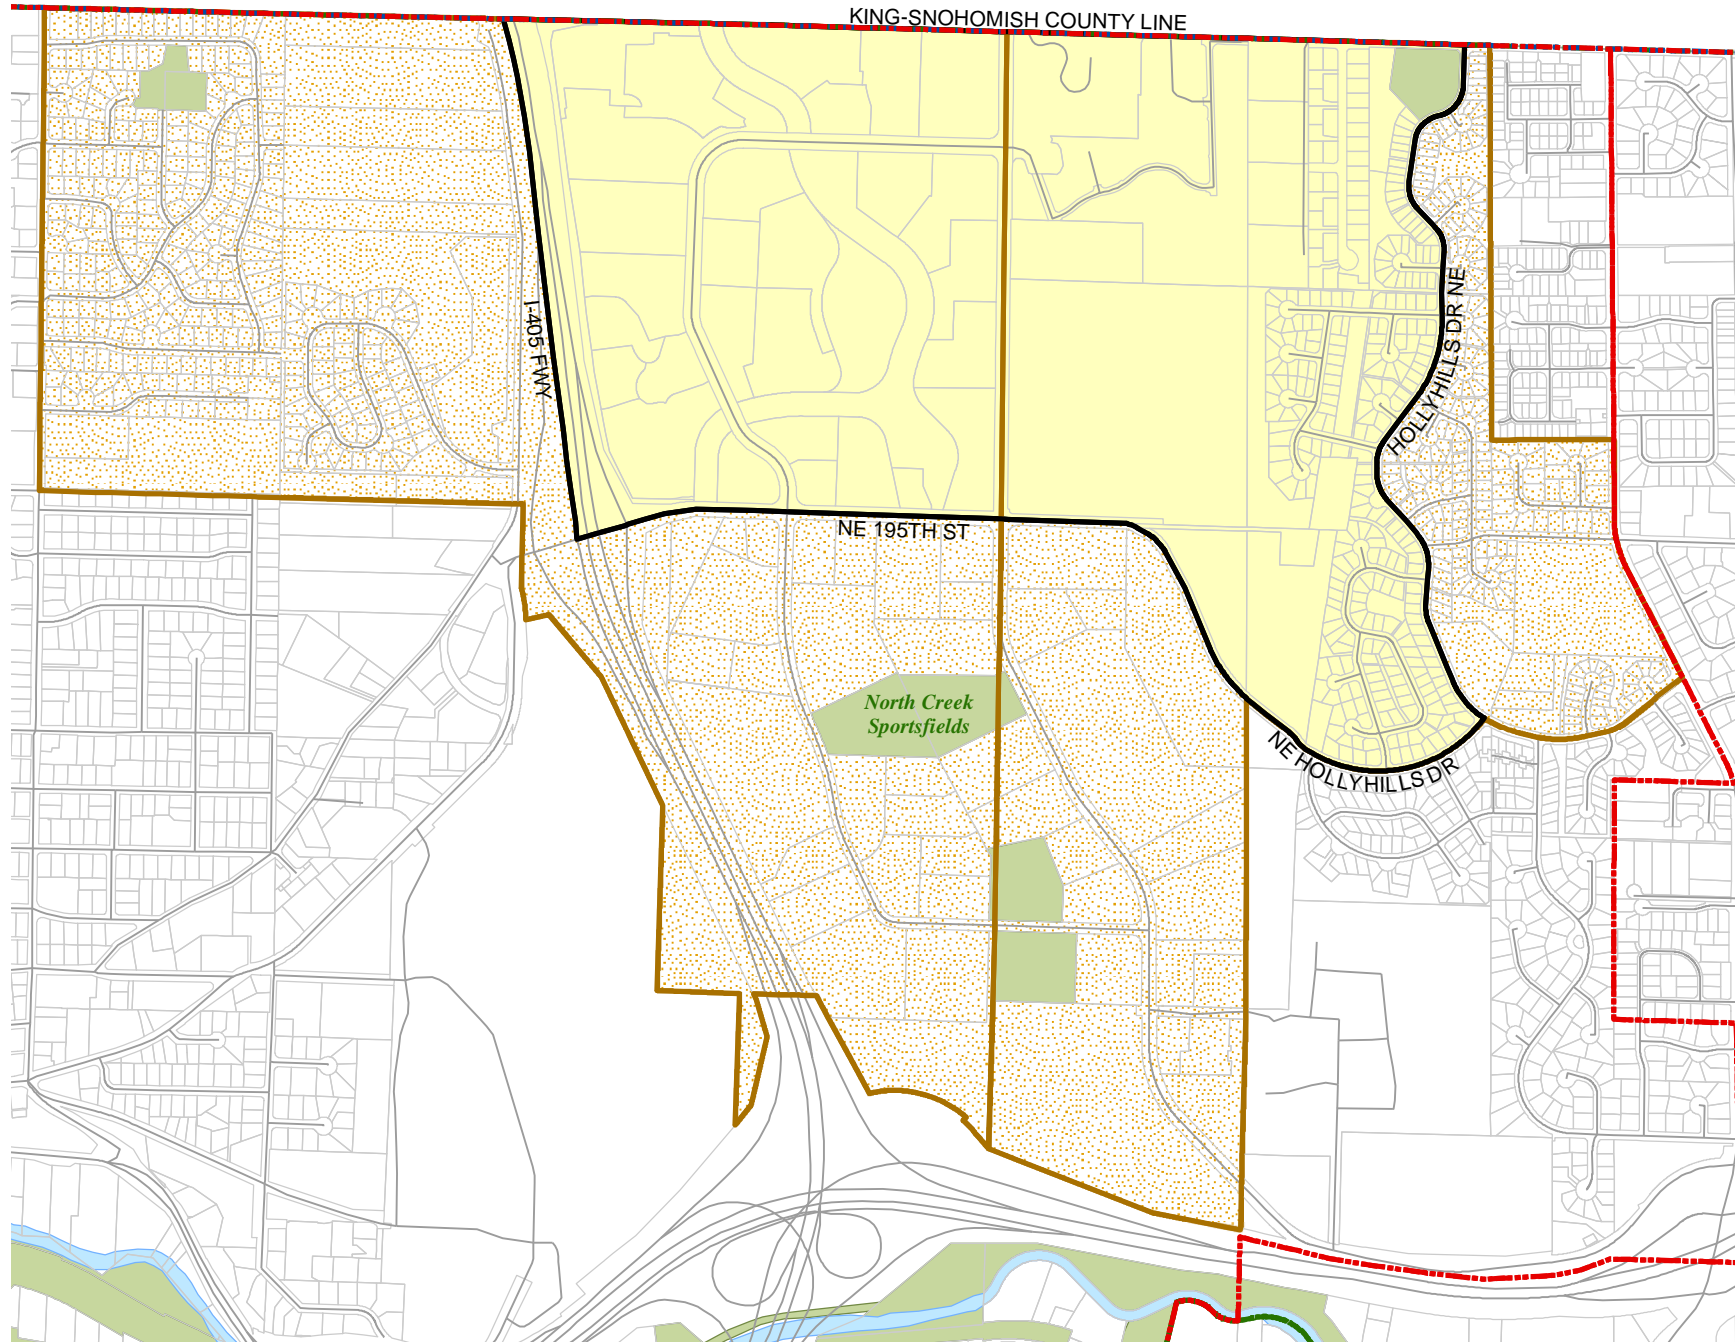 KING-SNOHOMISH COUNTY LINE
I-405 FWY
HOLLYHILLS DR NE
NE 195TH ST
North Creek
Sportsfields
NE HOLLYHILLS DR